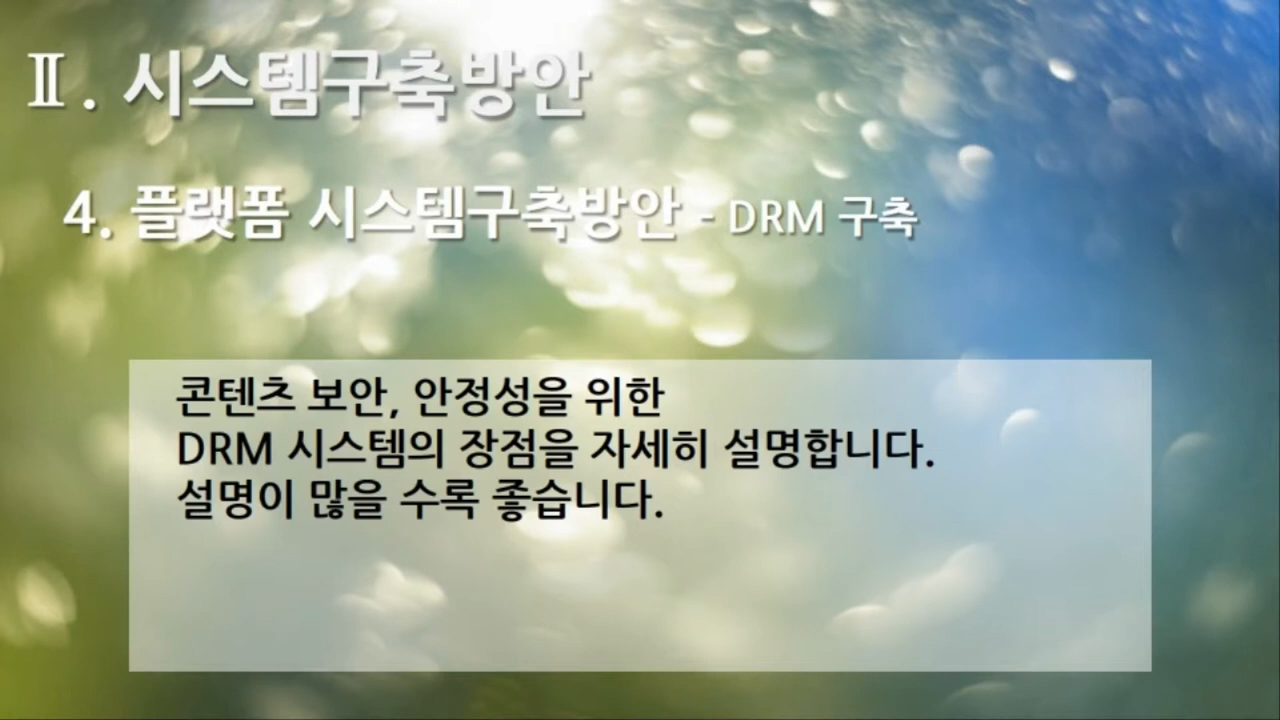 Ⅱ. 시스템구축방안
4. 플랫폼 시스템구축방안 - DRM 구축
콘텐츠 보안, 안정성을 위한
DRM 시스템의 장점을 자세히 설명합니다.
설명이 많을 수록 좋습니다.